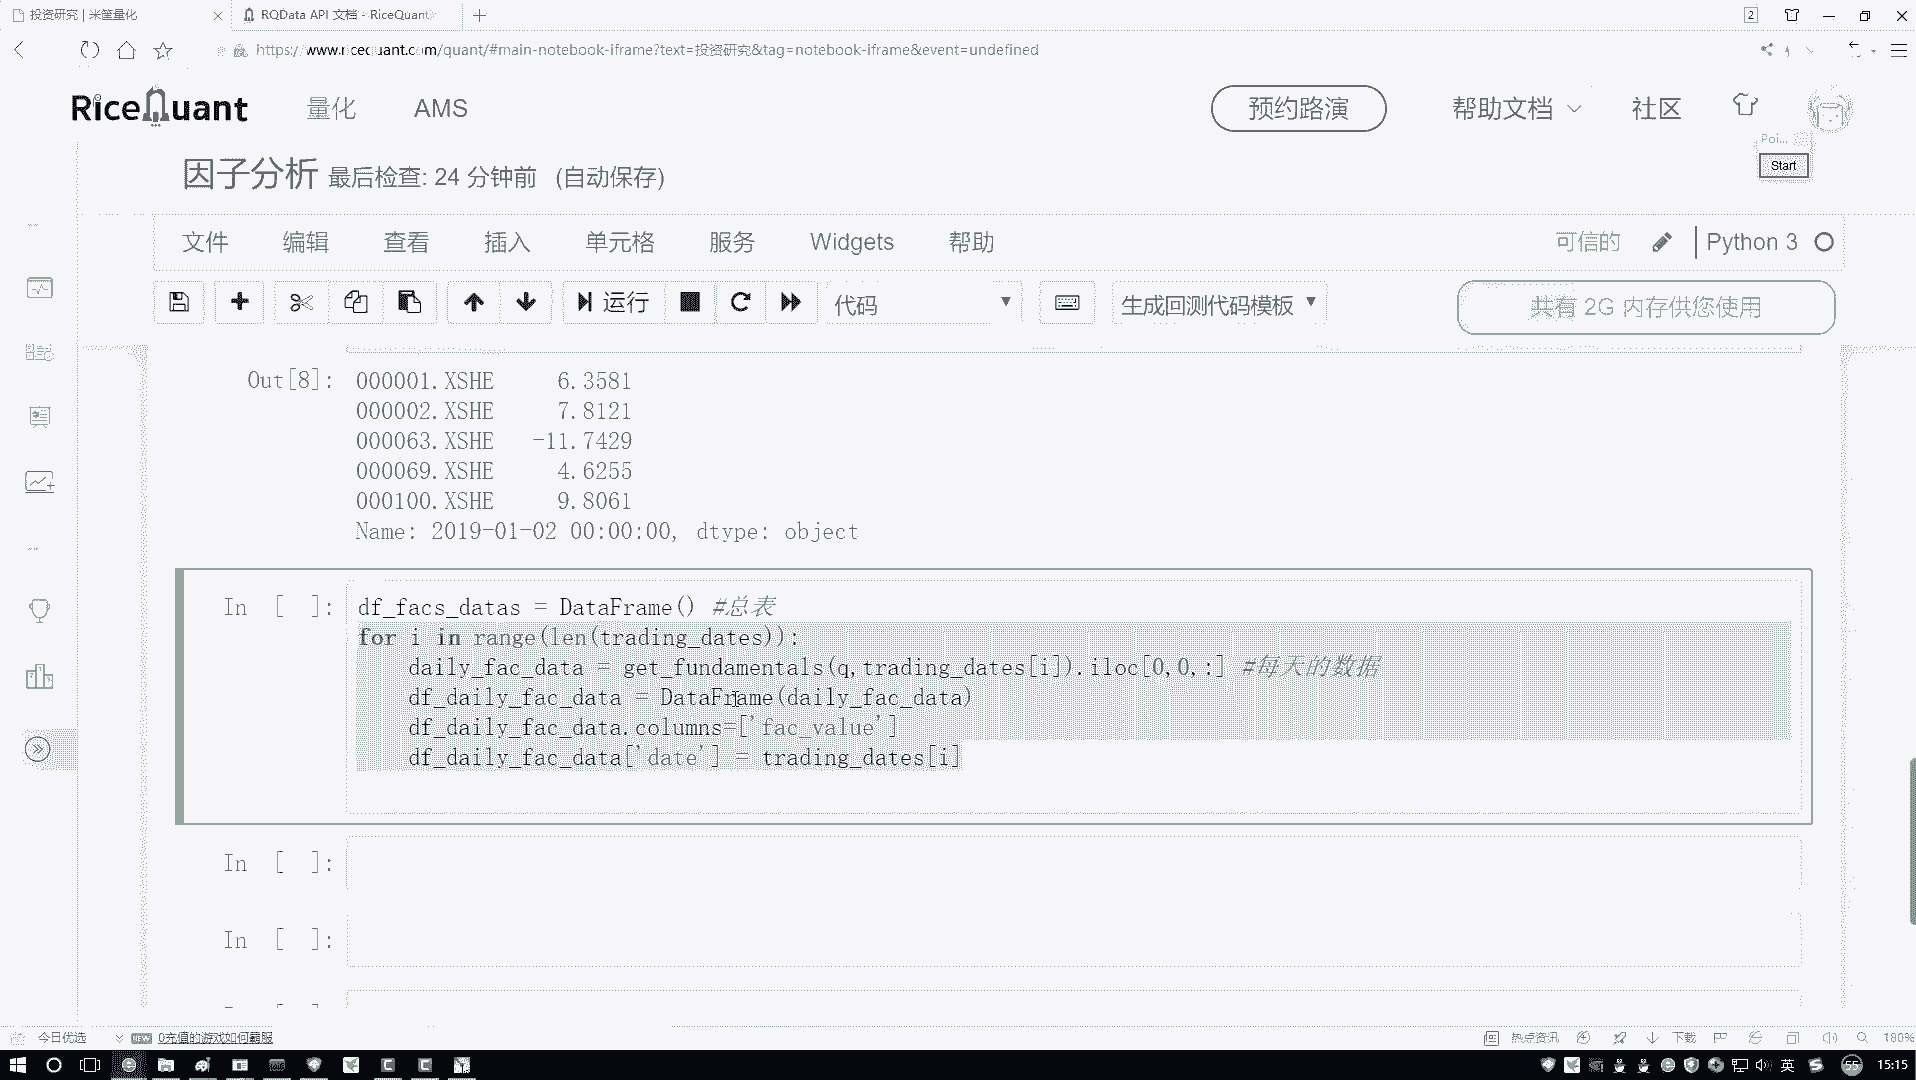 投资研究 | 米筐量化
RQData API 文档 - RiceQuant
2
https://www.ricequant.com/quant/#main-notebook-iframe?text=投资研究&tag=notebook-iframe&event=undefined
RiceQuant 量化 AMS 预约路演 帮助文档 社区
Poi...
Start
因子分析 最后检查: 24 分钟前 (自动保存)
文件 编辑 查看 插入 单元格 服务 Widgets 帮助 可信的 Python 3
运行 代码 生成回测代码模板 共有 2G 内存供您使用
Out[8]: 000001.XSHE 6.3581
000002.XSHE 7.8121
000063.XSHE -11.7429
000069.XSHE 4.6255
000100.XSHE 9.8061
Name: 2019-01-02 00:00:00, dtype: object
In [ ]: df_facs_datas = DataFrame() #总表
for i in range(len(trading_dates)):
daily_fac_data = get_fundamentals(q,trading_dates[i]).iloc[0,0,:] #每天的数据
df_daily_fac_data = DataFrame(daily_fac_data)
df_daily_fac_data.columns=['fac_value']
df_daily_fac_data['date'] = trading_dates[i]
In [ ]:
In [ ]:
今日优选 NEW 0充值的游戏如何霸服 热点资讯 下载 180%
英 55 15:15